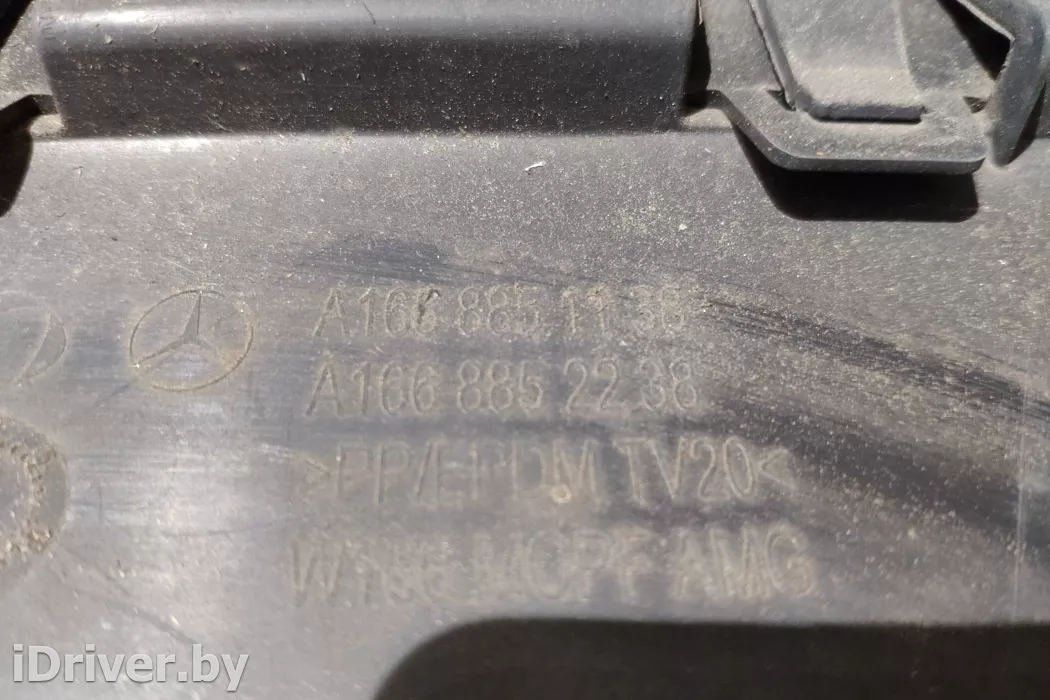 A166 885 11 38
A166 885 22 38
>PP/EPDM TV20<
W166 MOPF AMG
iDriver.by